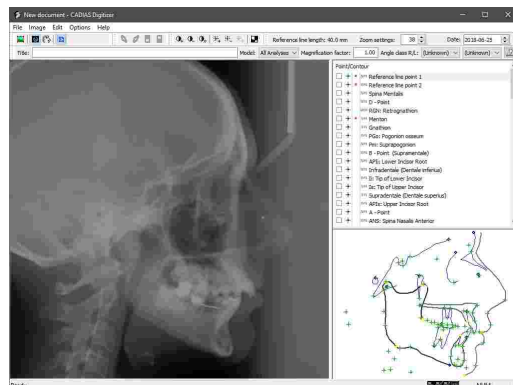 New document - CADIAS Digitizer
File Image Edit Options Help
Reference line length: 40.0 mm Zoom settings: 38 Date: 2018-06-25
Title: Model: All Analyses Magnification factor: 1.00 Angle class R/L: (Unknown) (Unknown)
Point/Contour
Reference line point 1
Reference line point 2
Spina Mentalis
D - Point
RGN: Retrognathion
Menton
Gnathion
PGo: Pogonion osseum
Pm: Suprapogonion
B - Point (Supramentale)
APIi: Lower Incisor Root
Infradentale (Dentale inferius)
Ii: Tip of Lower Incisor
Is: Tip of Upper Incisor
Supradentale (Dentale superius)
APIs: Upper Incisor Root
A - Point
ANS: Spina Nasalis Anterior
Ready